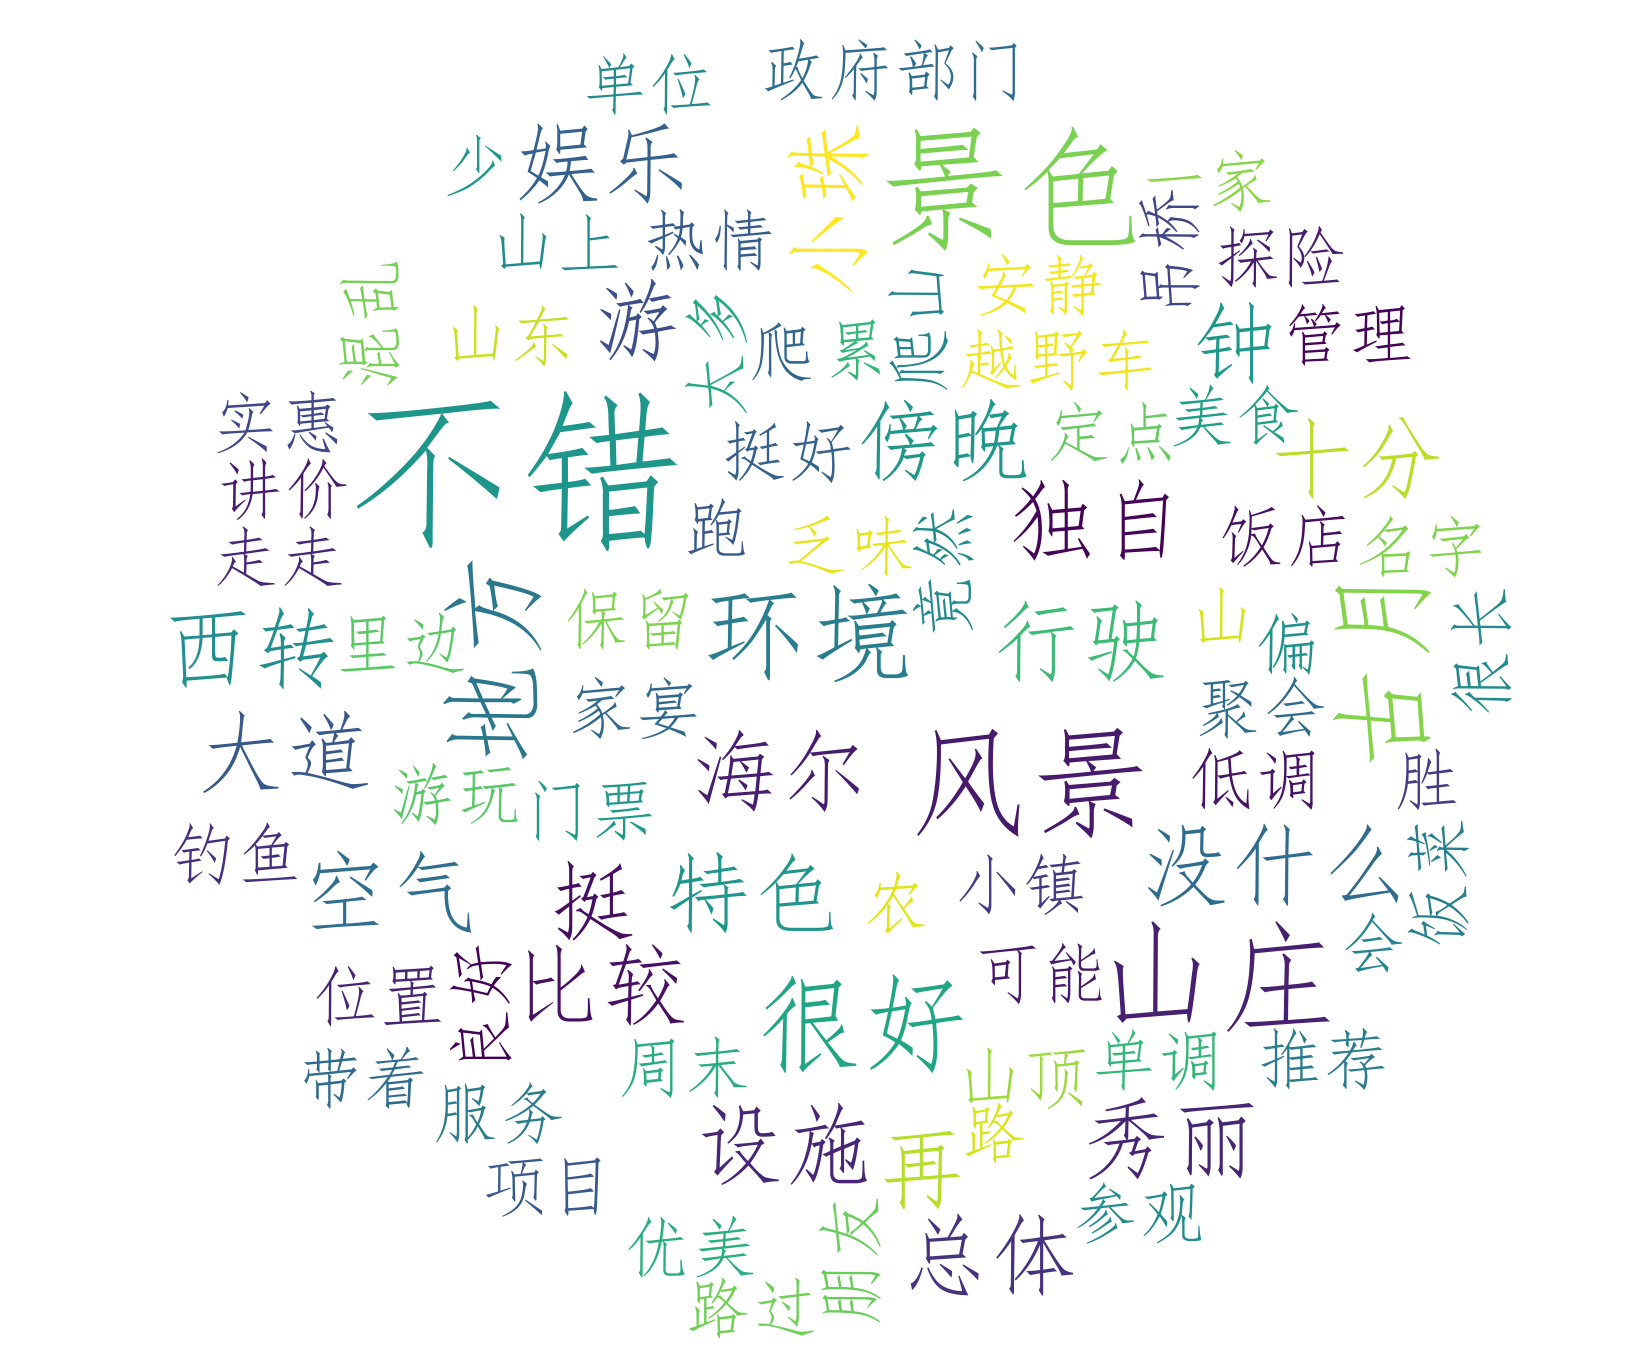 单位 政府部门
少 娱乐 小珠 景色 一家
山上 热情 吊桥 探险
混乱 山东 游 大多 爬 累 爬山 安静 越野车 钟 管理
实惠 不错 挺好 傍晚 定点 美食 十分
讲价 走走 跑 乏味 竟然 独自 饭店 名字
西转 里边 地方 保留 环境 行驶 山 偏 古月 很长
大道 家宴 海尔 风景 聚会 低调 胜
游玩 门票
钓鱼 空气 挺 特色 农 小镇 没什么 饭菜 会
位置 良好 比较 很好 可能 山庄
带着 服务 周末 山顶 单调 推荐
项目 设施 再 路 秀丽
优美 朋友 总体 参观
路过